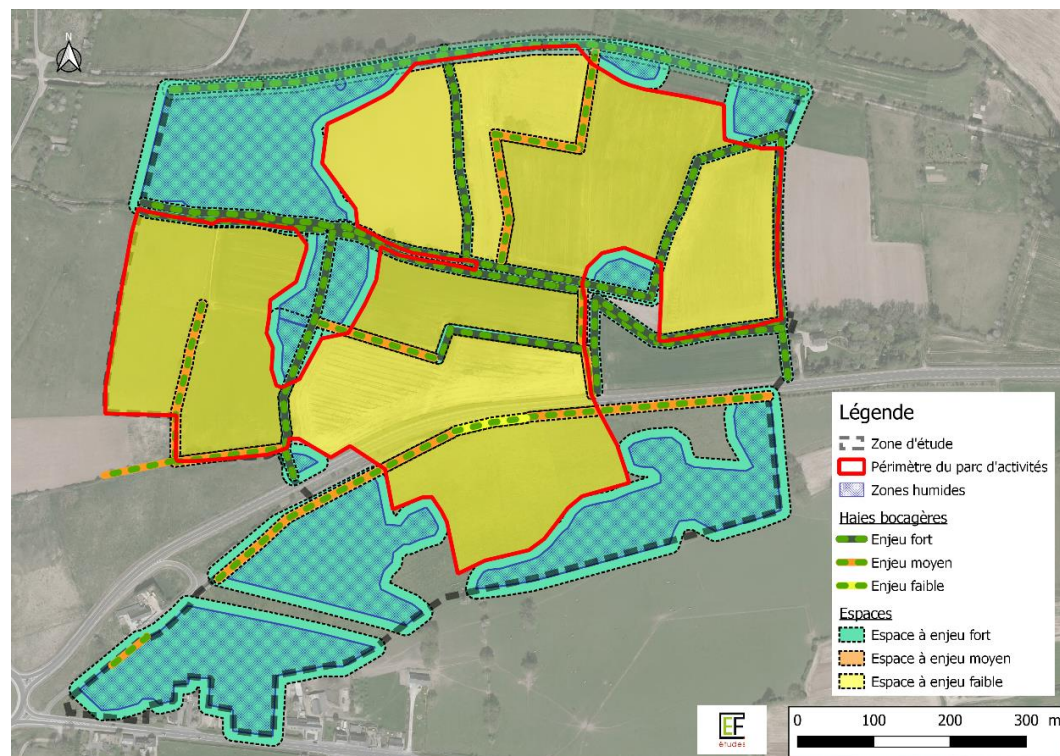 N
Légende
Zone d'étude
Périmètre du parc d'activités
Zones humides
Haies bocagères
Enjeu fort
Enjeu moyen
Enjeu faible
Espaces
Espace à enjeu fort
Espace à enjeu moyen
Espace à enjeu faible
EF
études
0 100 200 300 m